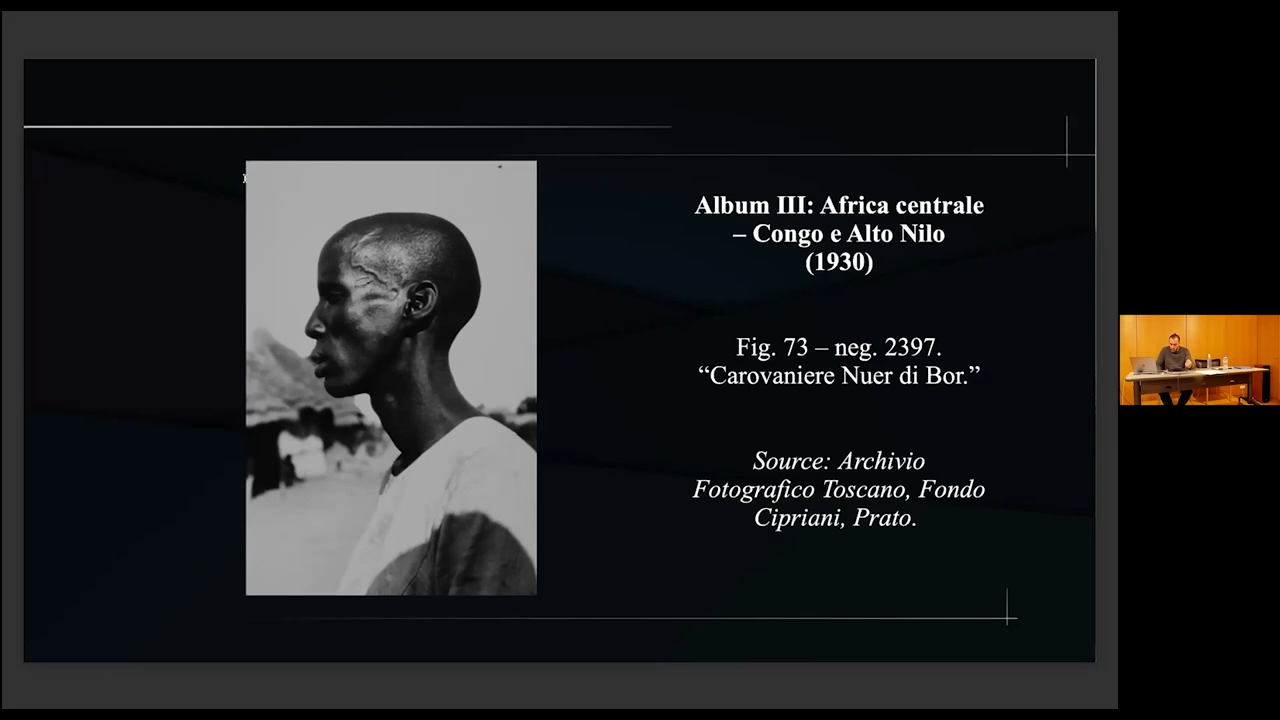 Album III: Africa centrale
– Congo e Alto Nilo
(1930)
Fig. 73 – neg. 2397.
“Carovaniere Nuer di Bor.”
Source: Archivio
Fotografico Toscano, Fondo
Cipriani, Prato.